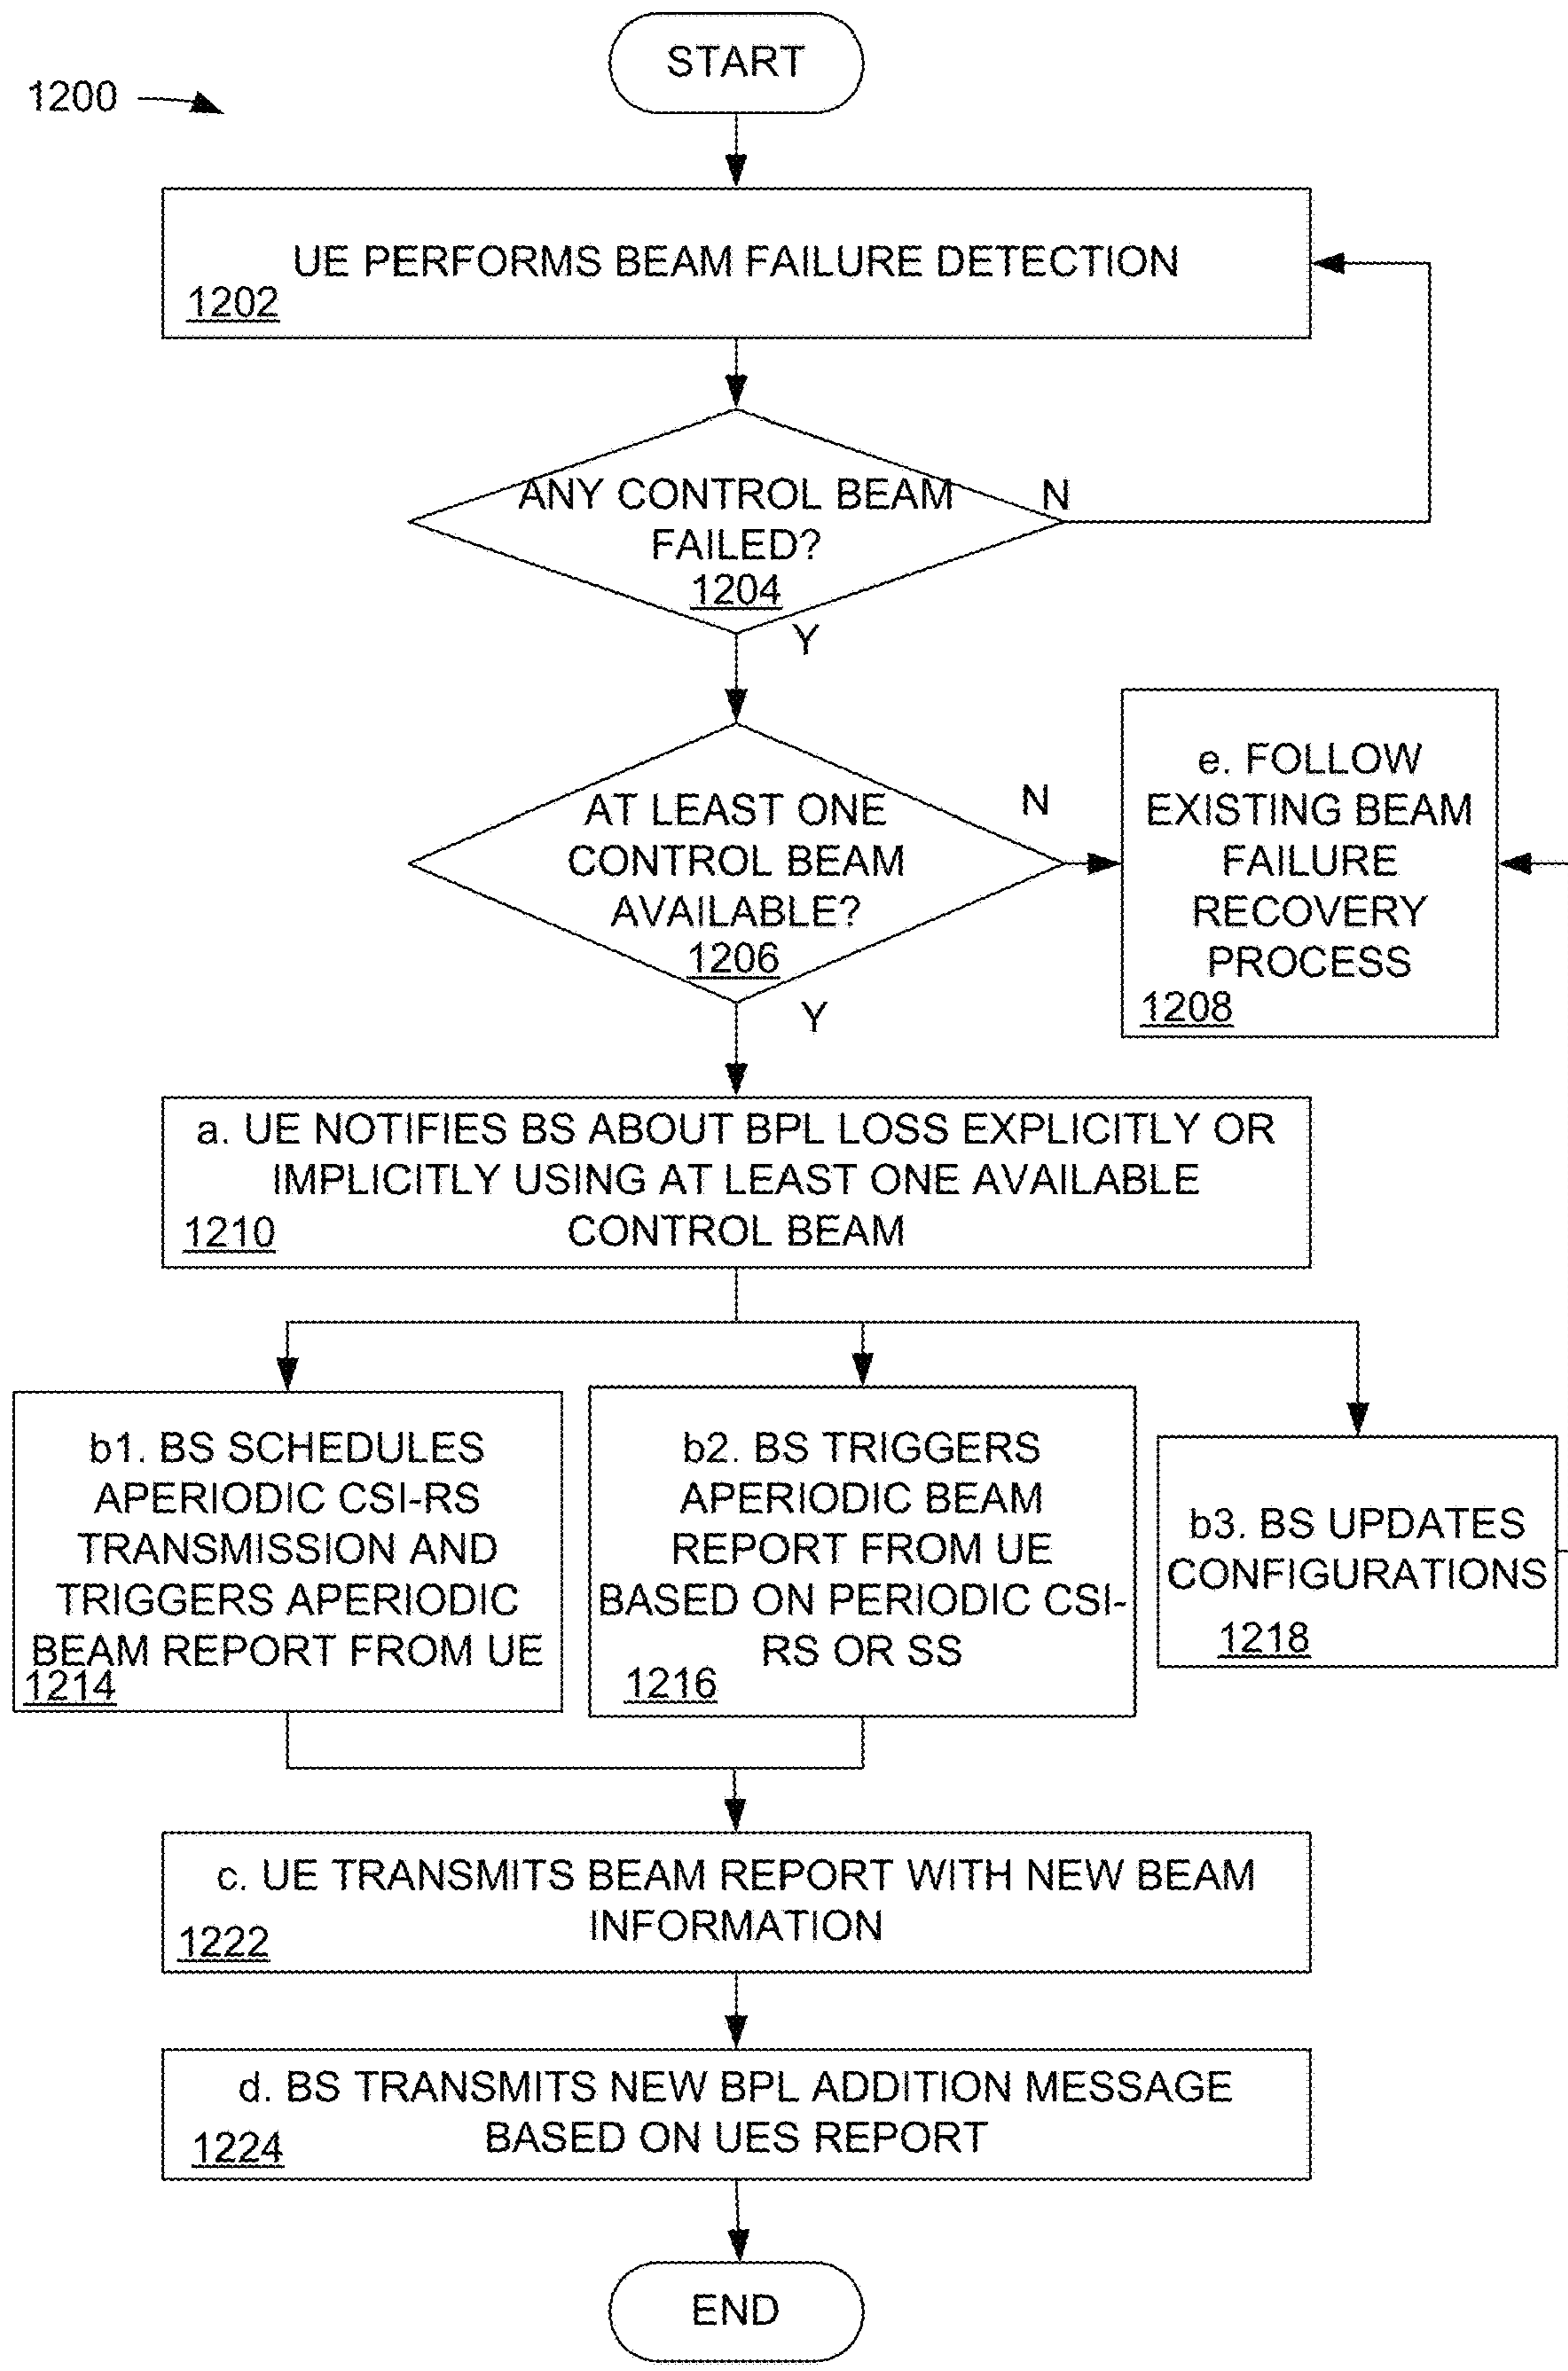 START
1200
UE PERFORMS BEAM FAILURE DETECTION
1202
ANY CONTROL BEAM
FAILED?
1204
N
Y
AT LEAST ONE
CONTROL BEAM
AVAILABLE?
1206
N
Y
e. FOLLOW
EXISTING BEAM
FAILURE
RECOVERY
PROCESS
1208
a. UE NOTIFIES BS ABOUT BPL LOSS EXPLICITLY OR
IMPLICITLY USING AT LEAST ONE AVAILABLE
CONTROL BEAM
1210
b1. BS SCHEDULES
APERIODIC CSI-RS
TRANSMISSION AND
TRIGGERS APERIODIC
BEAM REPORT FROM UE
1214
b2. BS TRIGGERS
APERIODIC BEAM
REPORT FROM UE
BASED ON PERIODIC CSI-
RS OR SS
1216
b3. BS UPDATES
CONFIGURATIONS
1218
c. UE TRANSMITS BEAM REPORT WITH NEW BEAM
INFORMATION
1222
d. BS TRANSMITS NEW BPL ADDITION MESSAGE
BASED ON UES REPORT
1224
END